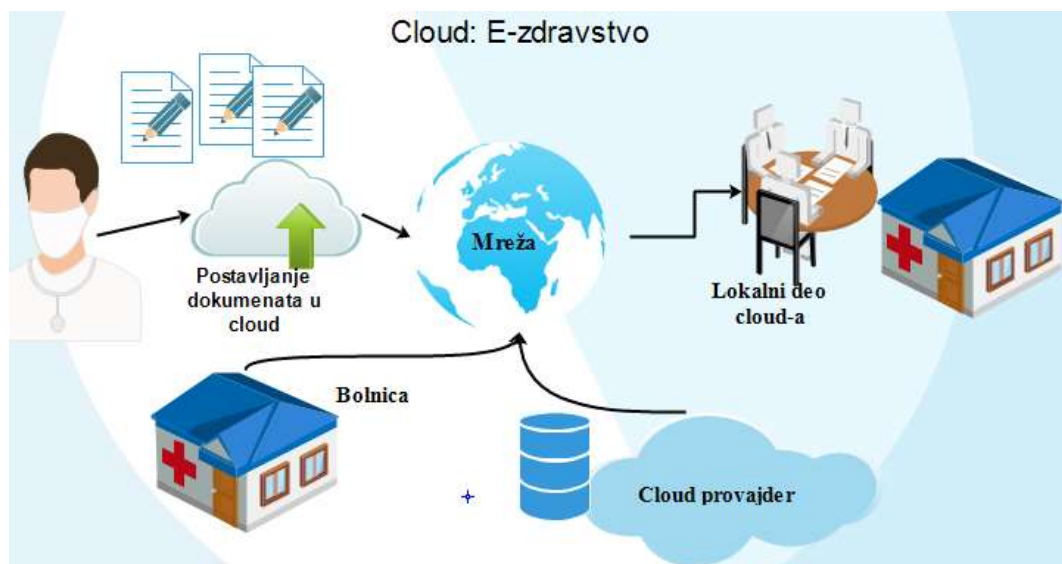 Cloud: E-zdravstvo
Postavljanje
dokumenata u
cloud
Mreža
Lokalni deo
cloud-a
Bolnica
Cloud provajder